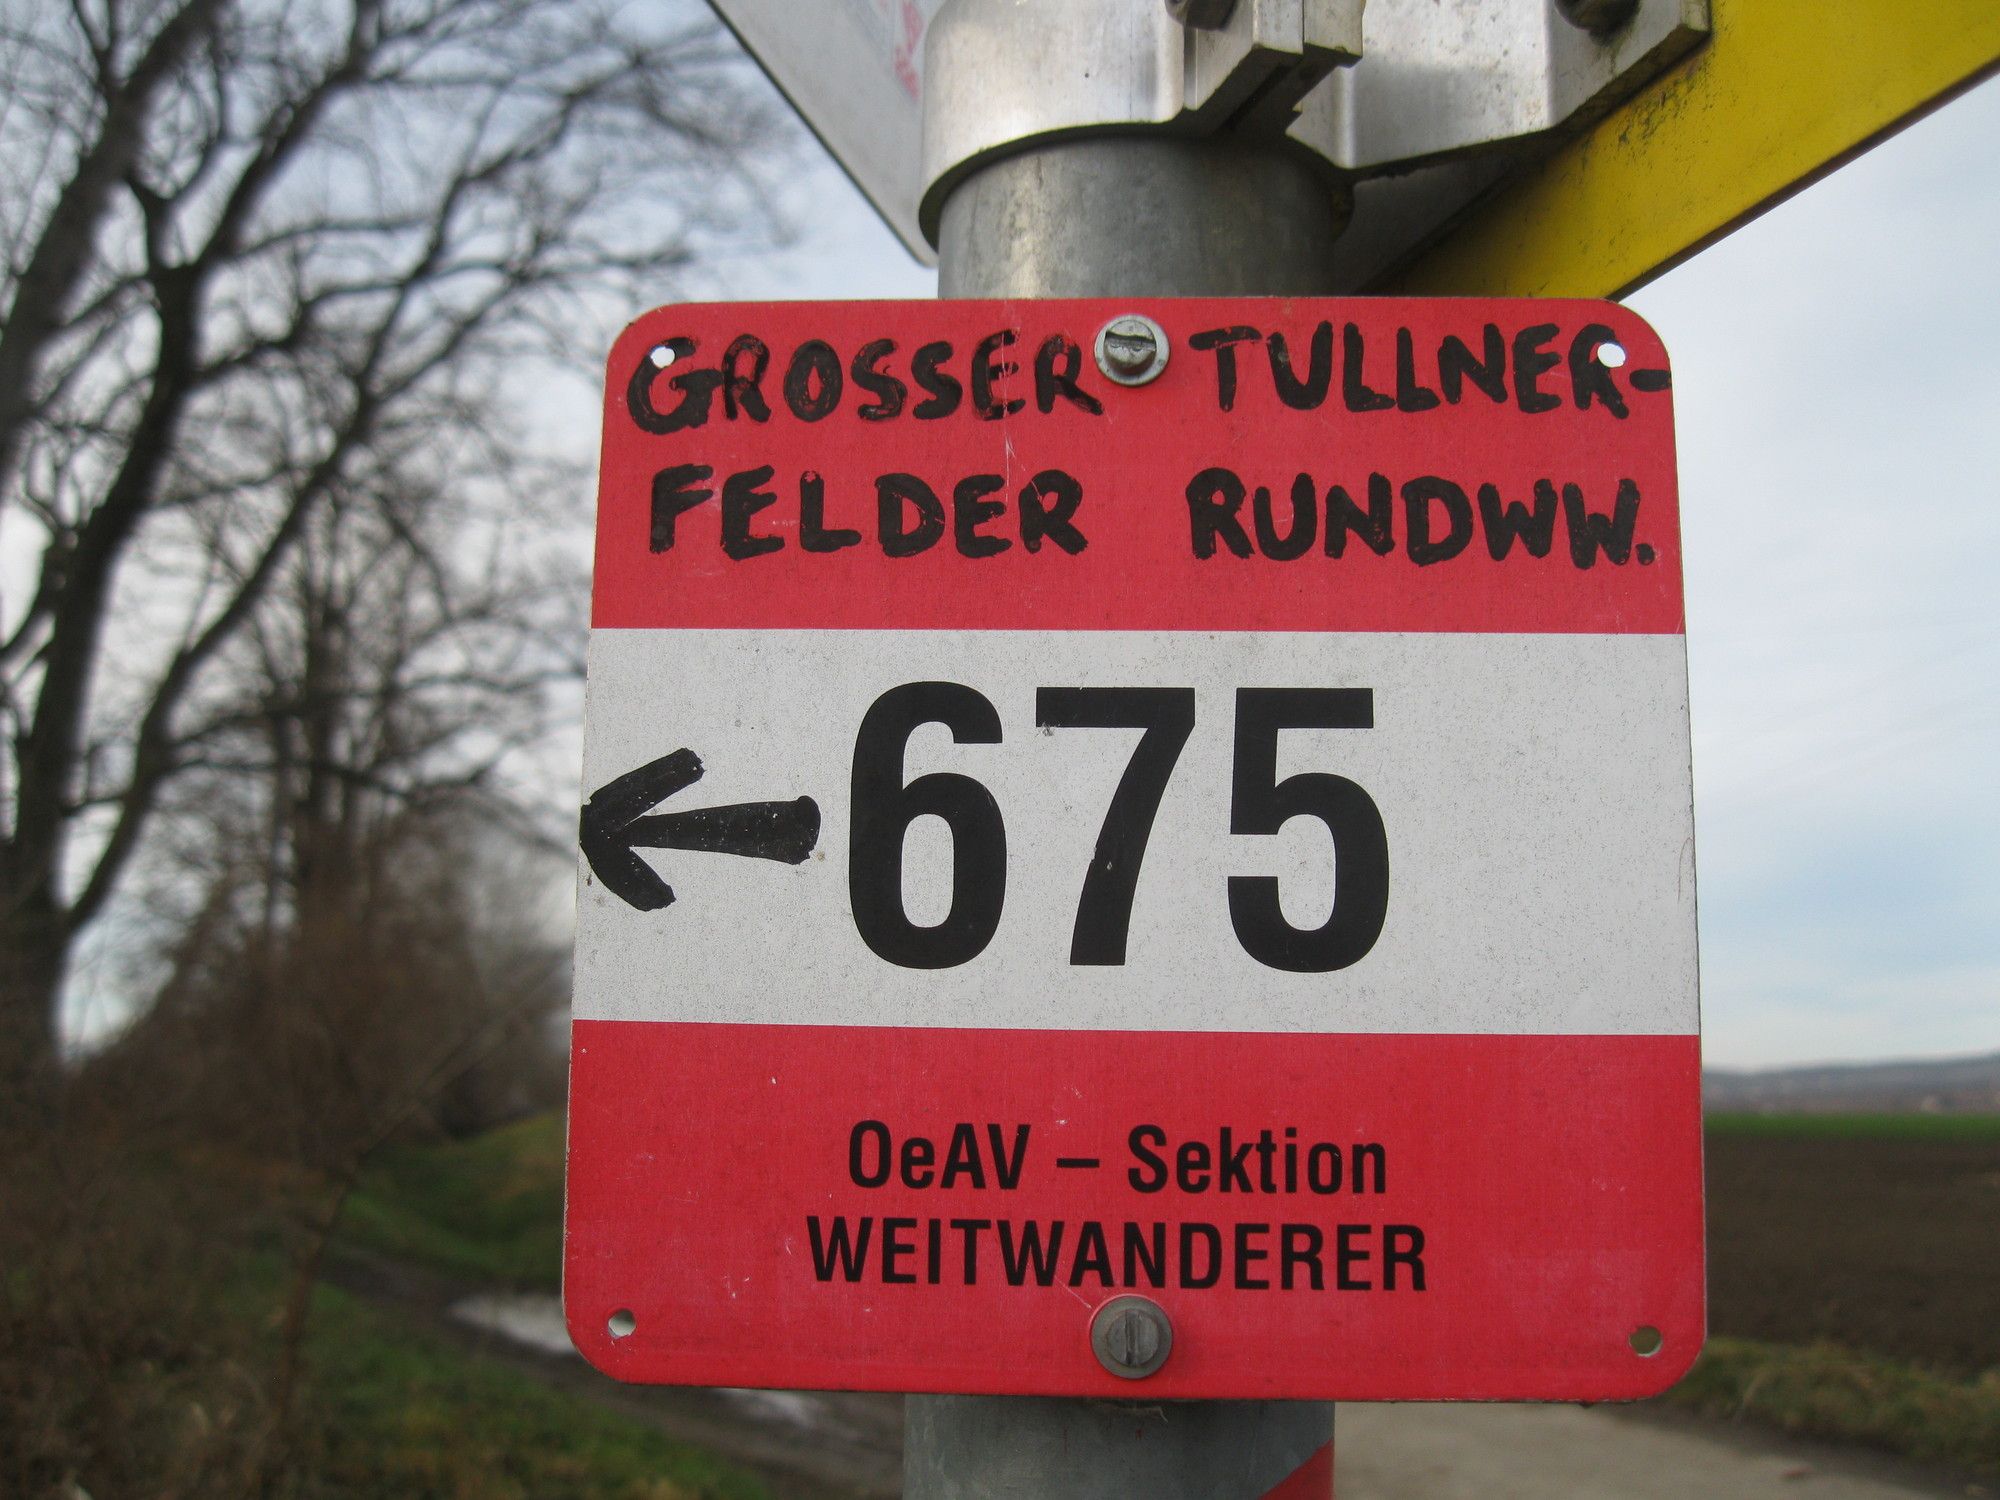 GROSSER TULLNER-
FELDER RUNDWW.
675
OeAV – Sektion
WEITWANDERER